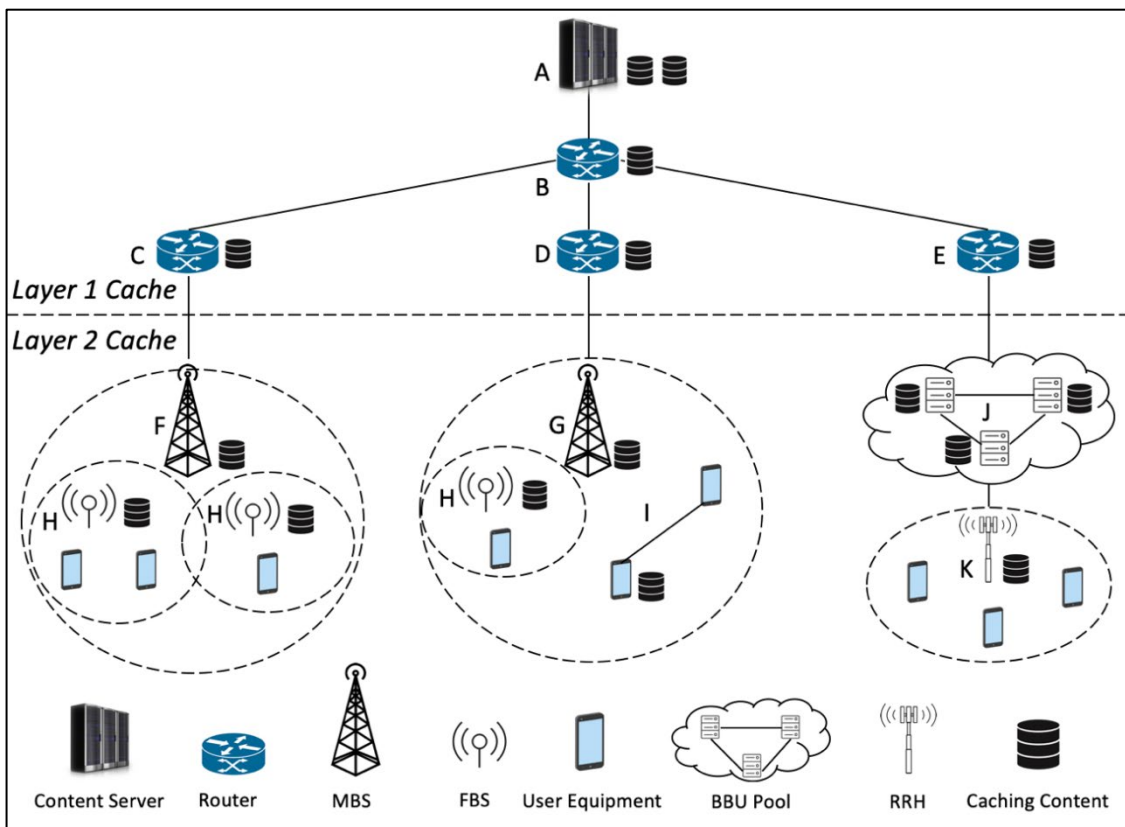 A
B
C
D
E
Layer 1 Cache
Layer 2 Cache
F
G
J
H
H
H
I
K
Content Server
Router
MBS
FBS
User Equipment
BBU Pool
RRH
Caching Content